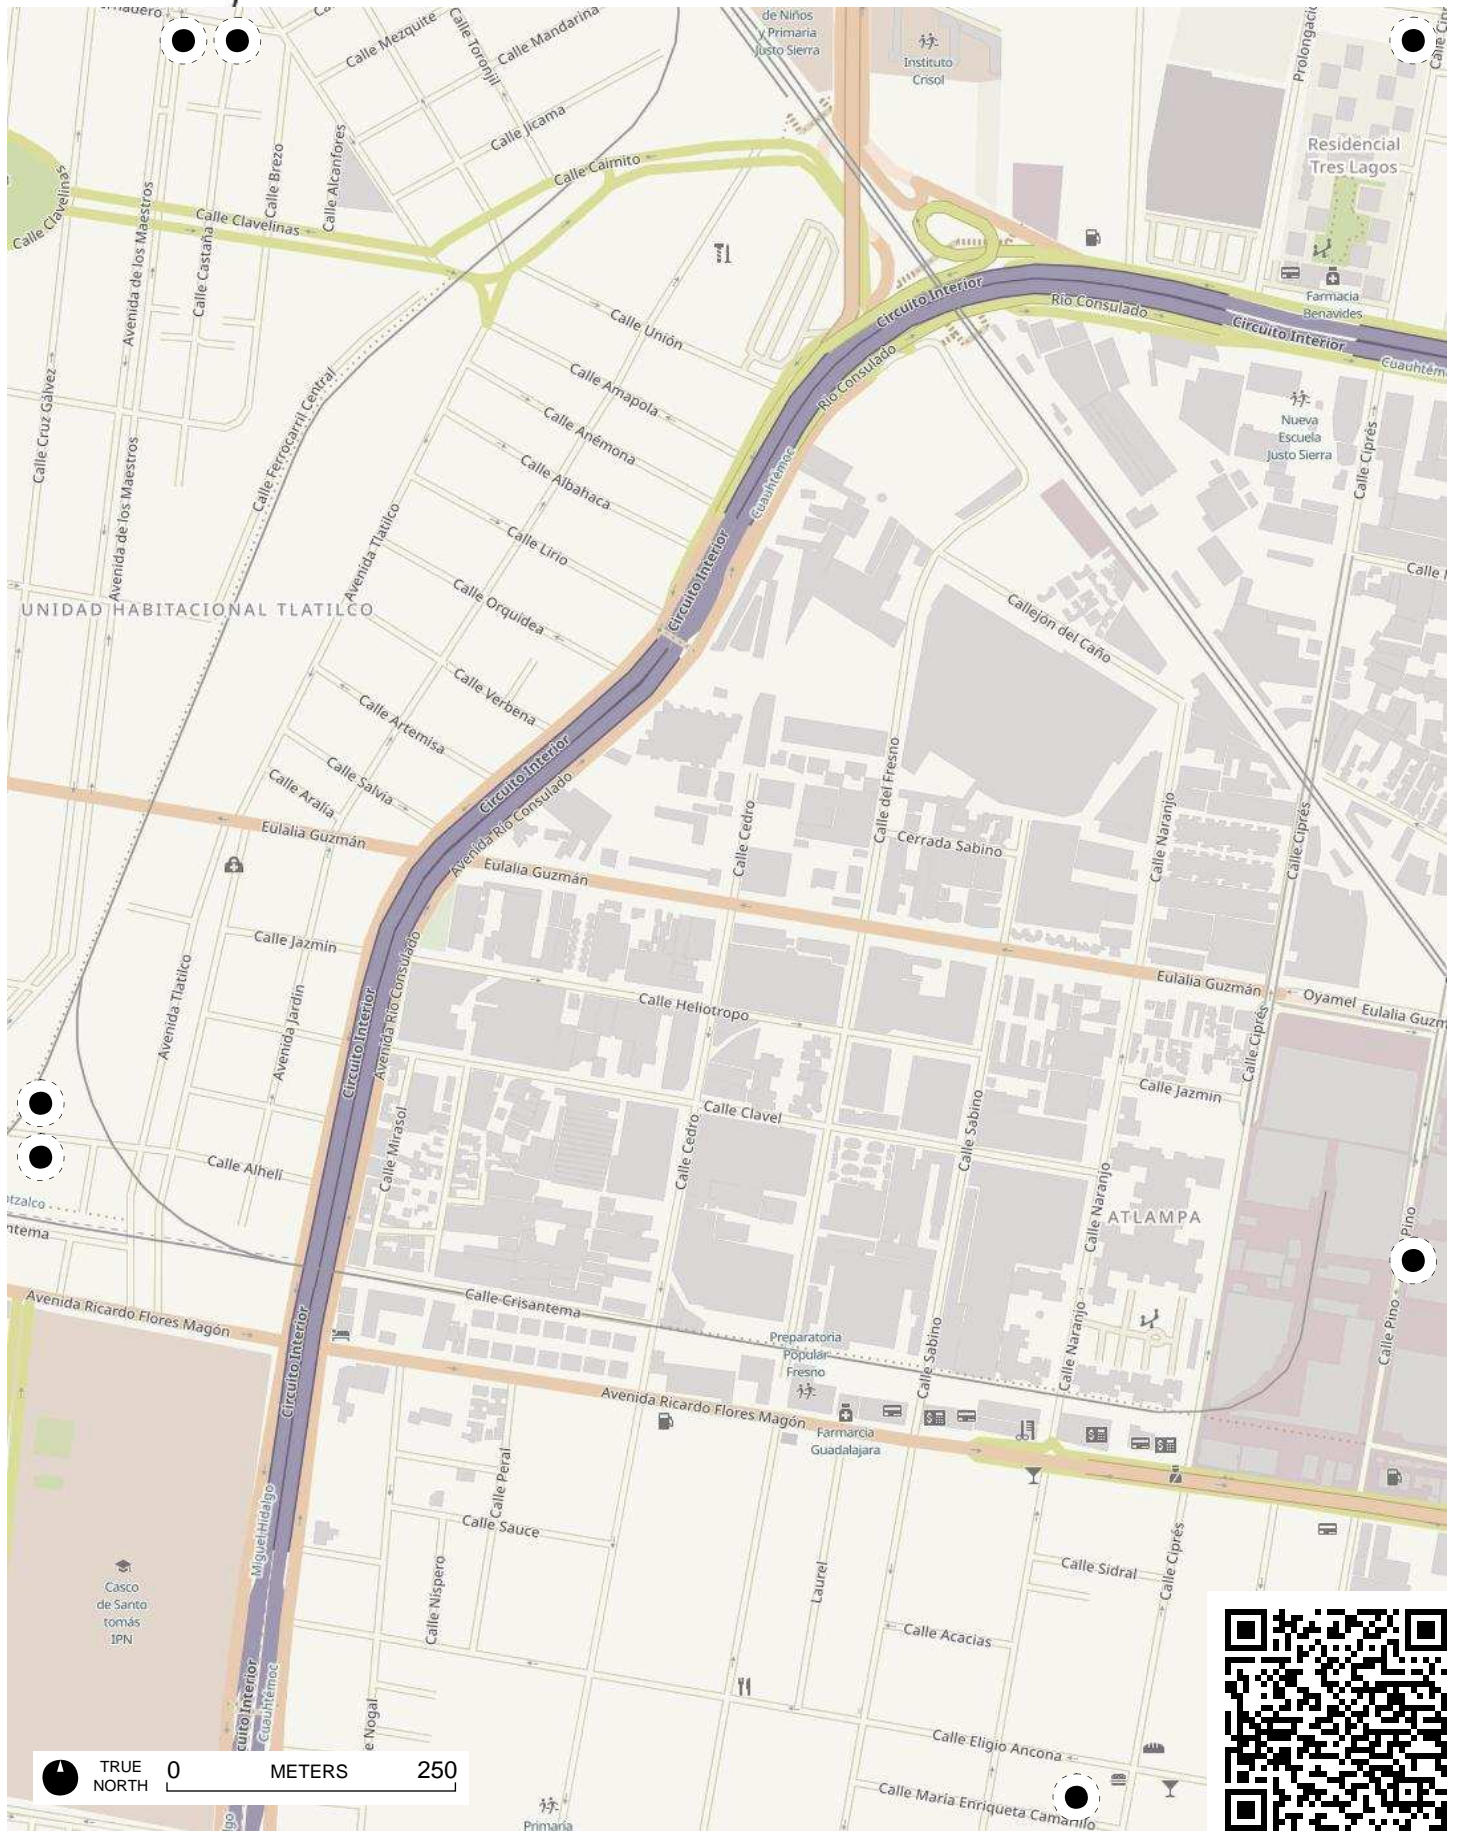 Calle Mezquite
Calle Toronjil
Calle Mandarina
de Niños
y Primaria
Justo Sierra
Instituto
Crisol
Calle Jicama
Calle Caimito
Residencial
Tres Lagos
Calle Clavelinas
Calle Clavelinas
Avenida de los Maestros
Calle Castaña
Calle Brezo
Calle Alcanfores
Circuito Interior
Río Consulado
Circuito Interior
Farmacia
Benavides
Calle Unión
Río Consulado
Calle Amapola
Calle Anémona
Calle Albahaca
Calle Lirio
Calle Orquídea
Calle Verbena
Calle Artemisa
Calle Salvia
Calle Aralia
Calle Cruz Gálvez
Avenida de los Maestros
Calle Ferrocarril Central
Avenida Tlatilco
Cuauhtémoc
Circuito Interior
Nueva
Escuela
Justo Sierra
Calle Ciprés
UNIDAD HABITACIONAL TLATILCO
Callejón del Caño
Circuito Interior
Avenida Río Consulado
Eulalia Guzmán
Eulalia Guzmán
Calle Cedro
Calle del Fresno
Cerrada Sabino
Calle Naranjo
Calle Ciprés
Calle Jazmín
Avenida Tlatilco
Avenida Jardín
Circuito Interior
Avenida Río Consulado
Calle Heliotropo
Eulalia Guzmán
Oyamel
Calle Ciprés
Calle Mirasol
Calle Clavel
Calle Cedro
Calle Sabino
Calle Jazmín
Calle Naranjo
Calle Alhelí
ATLAMPA
Pino
Avenida Ricardo Flores Magón
Circuito Interior
Calle Crisantema
Preparatoria
Popular
Fresno
Calle Sabino
Calle Naranjo
Calle Pino
Avenida Ricardo Flores Magón
Farmarcia
Guadalajara
Calle Peral
Calle Sauce
Miguel Hidalgo
Calle Níspero
Laurel
Calle Sidral
Calle Ciprés
Calle Acacias
Casco
de Santo
tomás
IPN
Cuauhtémoc
Calle Eligio Ancona
Calle María Enriqueta Camarillo
Primaria
TRUE
NORTH
0 METERS 250